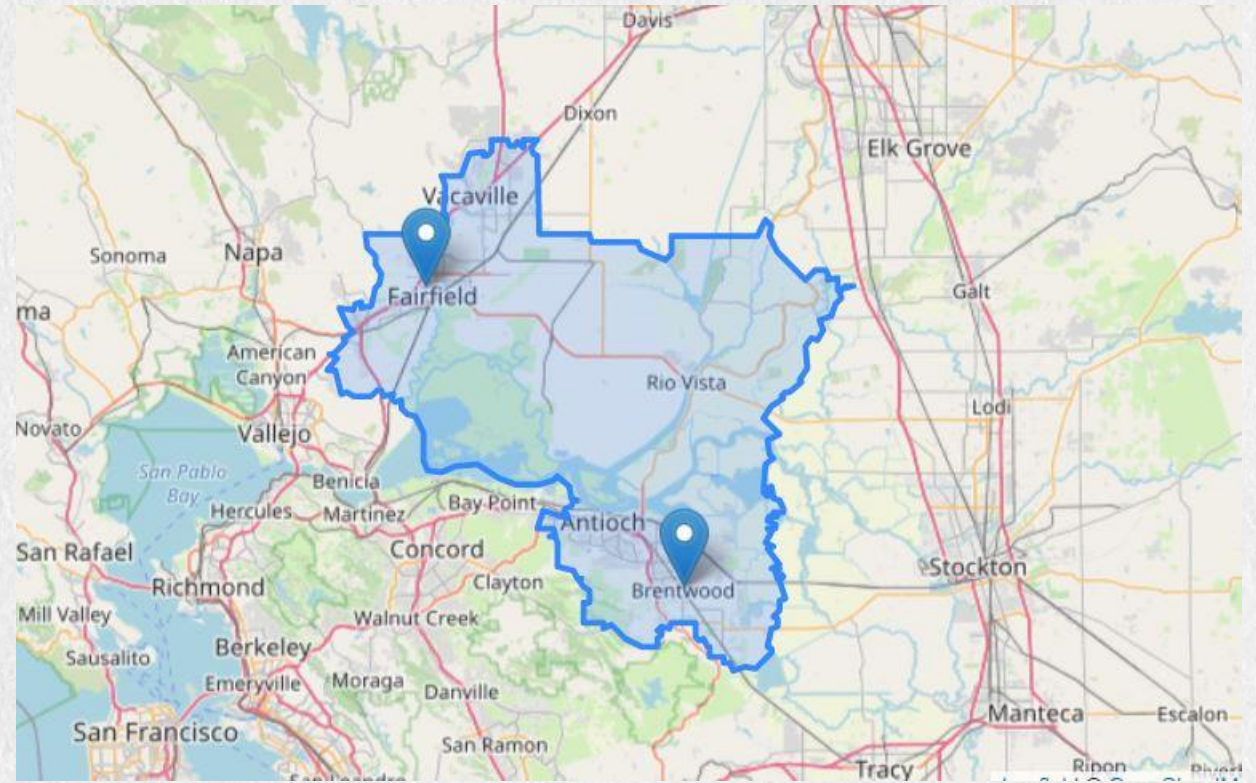 Davis
Dixon
Elk Grove
Vacaville
Sonoma
Napa
Galt
Fairfield
ma
American
Canyon
Rio Vista
Lodi
Novato
Vallejo
San Pablo
Bay
Benicia
Hercules
Martinez
Bay Point
Antioch
San Rafael
Concord
Stockton
Richmond
Clayton
Brentwood
Mill Valley
Walnut Creek
Berkeley
Sausalito
Emeryville
Moraga
Danville
San Francisco
Manteca
Escalon
San Ramon
Tracy
Ripon
San Leandro